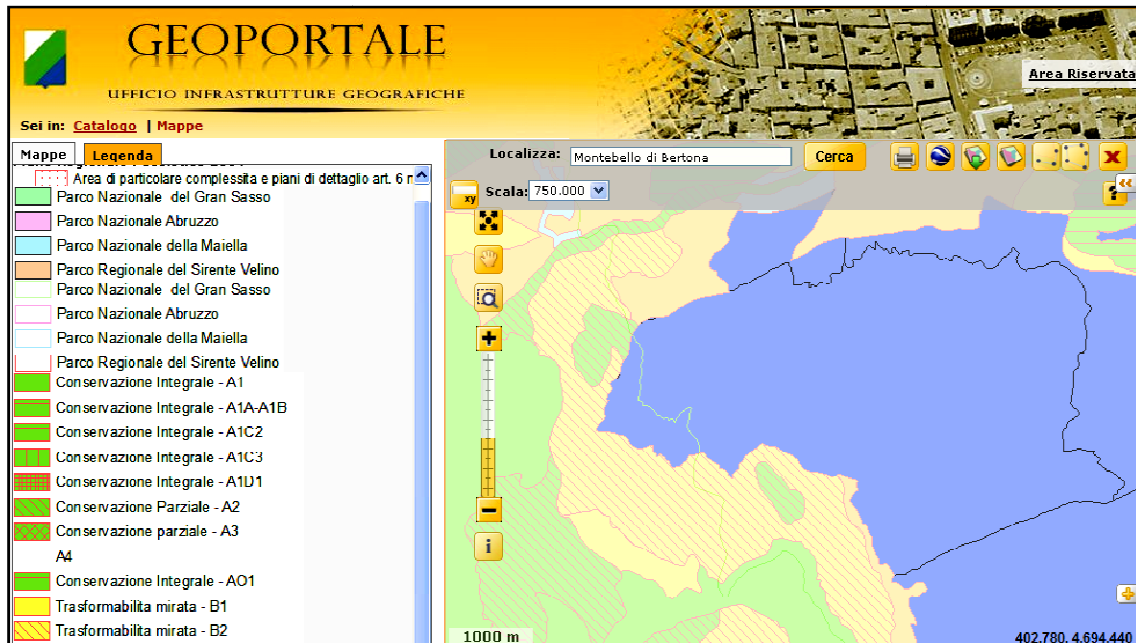 GEOPORTALE
UFFICIO INFRASTRUTTURE GEOGRAFICHE
Area Riservata
Sei in: Catalogo | Mappe
Mappe Legenda
Localizza: Montebello di Bertona Cerca
Scala: 750.000
xy
?
Area di particolare complessita e piani di dettaglio art. 6
Parco Nazionale del Gran Sasso
Parco Nazionale Abruzzo
Parco Nazionale della Maiella
Parco Regionale del Sirente Velino
Parco Nazionale del Gran Sasso
Parco Nazionale Abruzzo
Parco Nazionale della Maiella
Parco Regionale del Sirente Velino
Conservazione Integrale - A1
Conservazione Integrale - A1A-A1B
Conservazione Integrale - A1C2
Conservazione Integrale - A1C3
Conservazione Integrale - A1D1
Conservazione Parziale - A2
Conservazione parziale - A3
A4
Conservazione Integrale - AO1
Trasformabilita mirata - B1
Trasformabilita mirata - B2
i
1000 m
402.780, 4.694.440